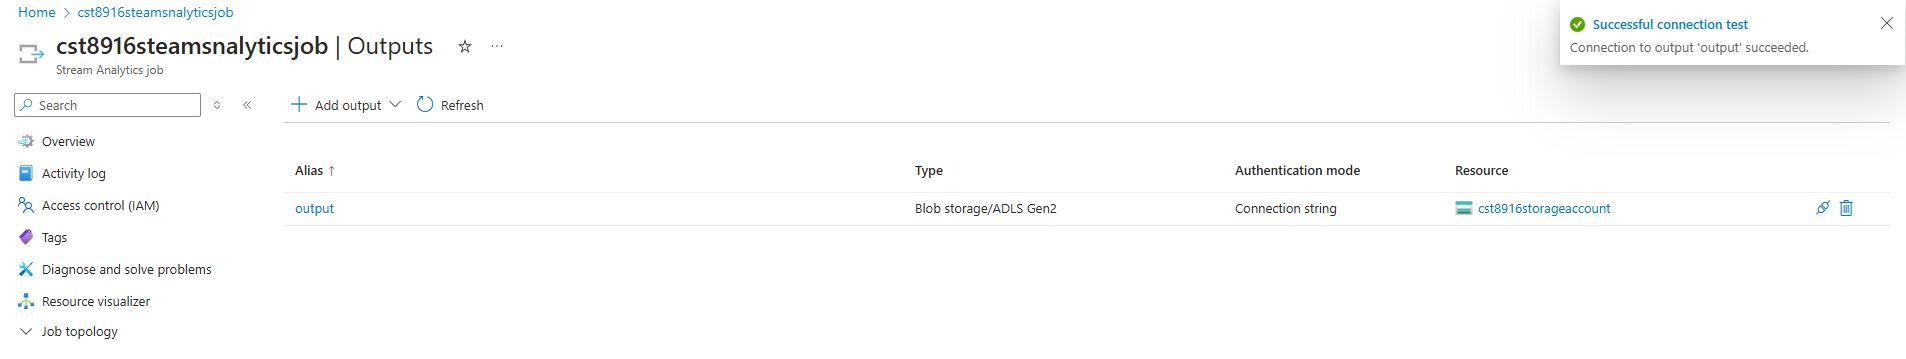 Home > cst8916steamsnalyticsjob
cst8916steamsnalyticsjob | Outputs ☆ ···
Stream Analytics job
Successful connection test
Connection to output 'output' succeeded.
Search
Add output
Refresh
Overview
Activity log
Access control (IAM)
Tags
Diagnose and solve problems
Resource visualizer
Job topology
Alias ↑ Type Authentication mode Resource
output Blob storage/ADLS Gen2 Connection string cst8916storageaccount